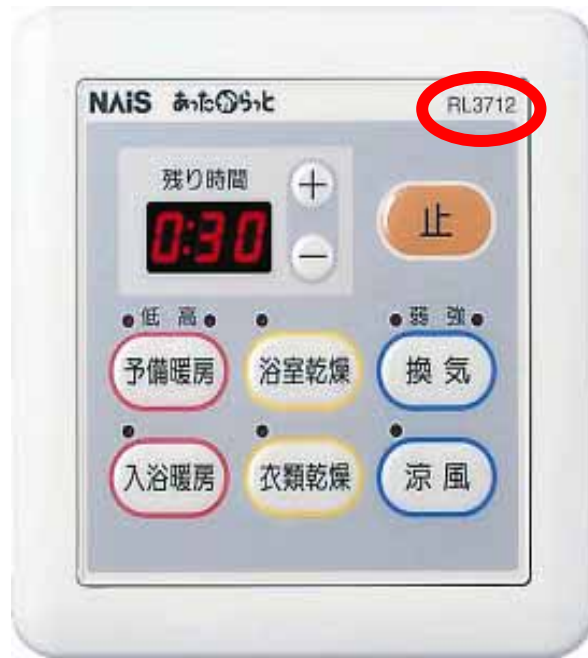 NAiS あったか らっと
RL3712
残り時間
+
0:30
−
止
低 高
弱 強
予備暖房
浴室乾燥
換気
入浴暖房
衣類乾燥
涼風